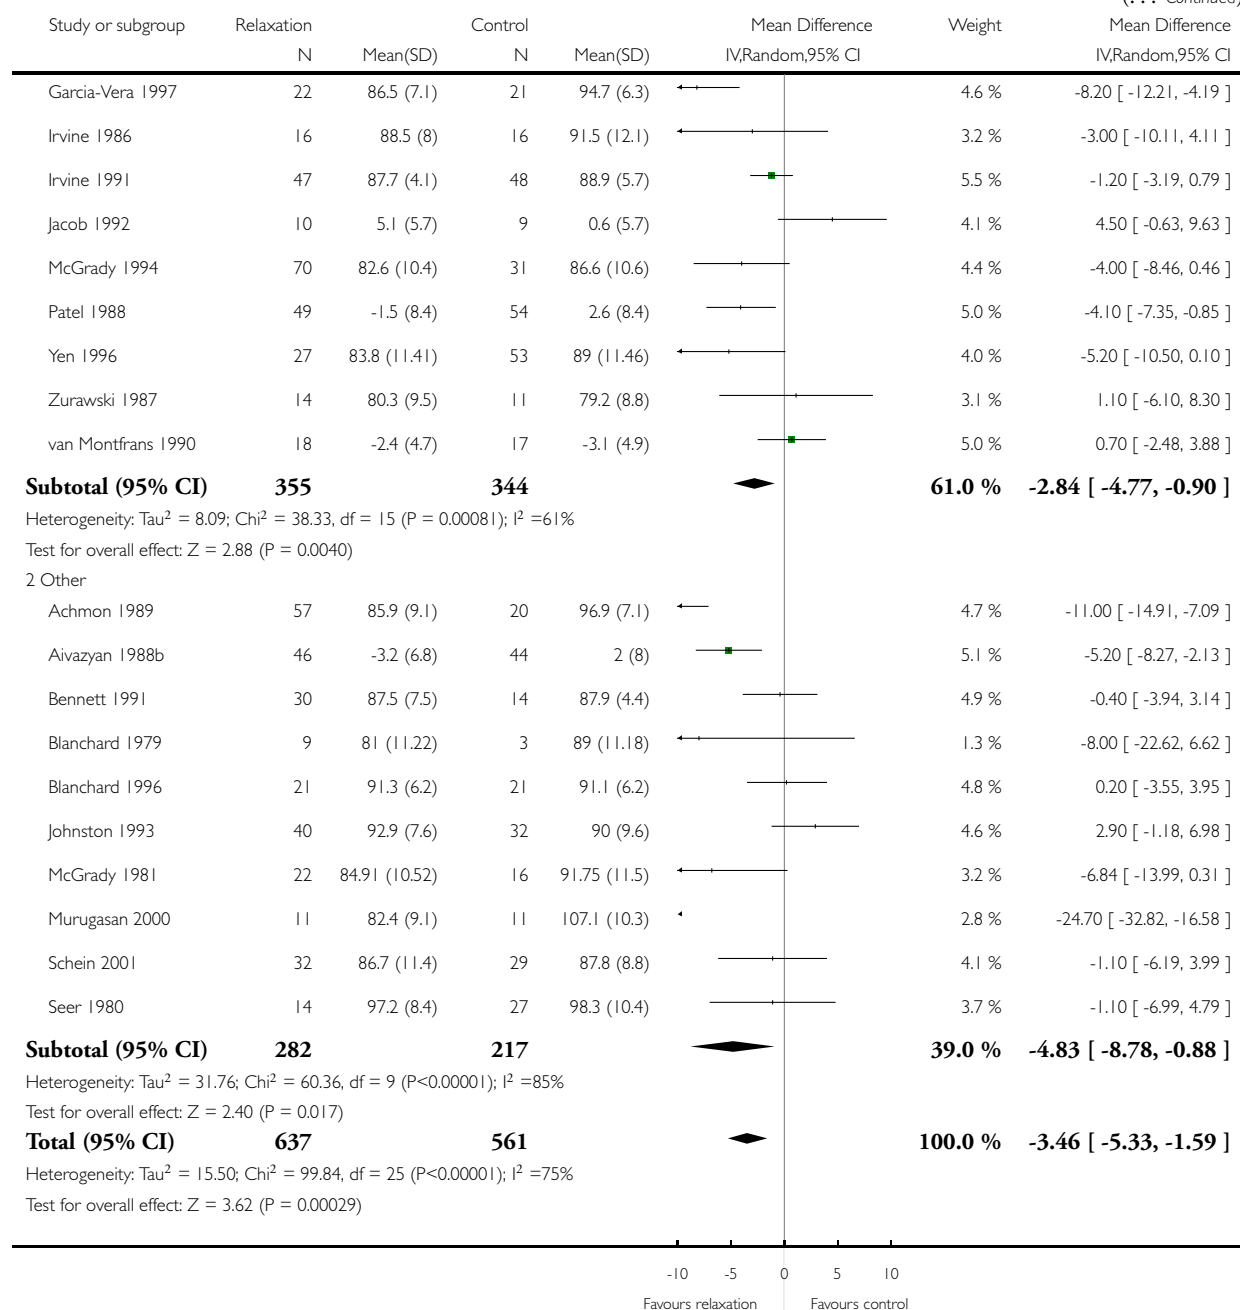 (. . . Continued)
Study or subgroup Relaxation Control Mean Difference Weight Mean Difference
N Mean(SD) N Mean(SD) IV,Random,95% CI IV,Random,95% CI
Garcia-Vera 1997 22 86.5 (7.1) 21 94.7 (6.3) 4.6 % -8.20 [ -12.21, -4.19 ]
Irvine 1986 16 88.5 (8) 16 91.5 (12.1) 3.2 % -3.00 [ -10.11, 4.11 ]
Irvine 1991 47 87.7 (4.1) 48 88.9 (5.7) 5.5 % -1.20 [ -3.19, 0.79 ]
Jacob 1992 10 5.1 (5.7) 9 0.6 (5.7) 4.1 % 4.50 [ -0.63, 9.63 ]
McGrady 1994 70 82.6 (10.4) 31 86.6 (10.6) 4.4 % -4.00 [ -8.46, 0.46 ]
Patel 1988 49 -1.5 (8.4) 54 2.6 (8.4) 5.0 % -4.10 [ -7.35, -0.85 ]
Yen 1996 27 83.8 (11.41) 53 89 (11.46) 4.0 % -5.20 [ -10.50, 0.10 ]
Zurawski 1987 14 80.3 (9.5) 11 79.2 (8.8) 3.1 % 1.10 [ -6.10, 8.30 ]
van Montfrans 1990 18 -2.4 (4.7) 17 -3.1 (4.9) 5.0 % 0.70 [ -2.48, 3.88 ]
Subtotal (95% CI) 355 344 61.0 % -2.84 [ -4.77, -0.90 ]
Heterogeneity: Tau² = 8.09; Chi² = 38.33, df = 15 (P = 0.00081); I² =61%
Test for overall effect: Z = 2.88 (P = 0.0040)
2 Other
Achmon 1989 57 85.9 (9.1) 20 96.9 (7.1) 4.7 % -11.00 [ -14.91, -7.09 ]
Aivazyan 1988b 46 -3.2 (6.8) 44 2 (8) 5.1 % -5.20 [ -8.27, -2.13 ]
Bennett 1991 30 87.5 (7.5) 14 87.9 (4.4) 4.9 % -0.40 [ -3.94, 3.14 ]
Blanchard 1979 9 81 (11.22) 3 89 (11.18) 1.3 % -8.00 [ -22.62, 6.62 ]
Blanchard 1996 21 91.3 (6.2) 21 91.1 (6.2) 4.8 % 0.20 [ -3.55, 3.95 ]
Johnston 1993 40 92.9 (7.6) 32 90 (9.6) 4.6 % 2.90 [ -1.18, 6.98 ]
McGrady 1981 22 84.91 (10.52) 16 91.75 (11.5) 3.2 % -6.84 [ -13.99, 0.31 ]
Murugasan 2000 11 82.4 (9.1) 11 107.1 (10.3) 2.8 % -24.70 [ -32.82, -16.58 ]
Schein 2001 32 86.7 (11.4) 29 87.8 (8.8) 4.1 % -1.10 [ -6.19, 3.99 ]
Seer 1980 14 97.2 (8.4) 27 98.3 (10.4) 3.7 % -1.10 [ -6.99, 4.79 ]
Subtotal (95% CI) 282 217 39.0 % -4.83 [ -8.78, -0.88 ]
Heterogeneity: Tau² = 31.76; Chi² = 60.36, df = 9 (P<0.00001); I² =85%
Test for overall effect: Z = 2.40 (P = 0.017)
Total (95% CI) 637 561 100.0 % -3.46 [ -5.33, -1.59 ]
Heterogeneity: Tau² = 15.50; Chi² = 99.84, df = 25 (P<0.00001); I² =75%
Test for overall effect: Z = 3.62 (P = 0.00029)
-10 -5 0 5 10
Favours relaxation Favours control